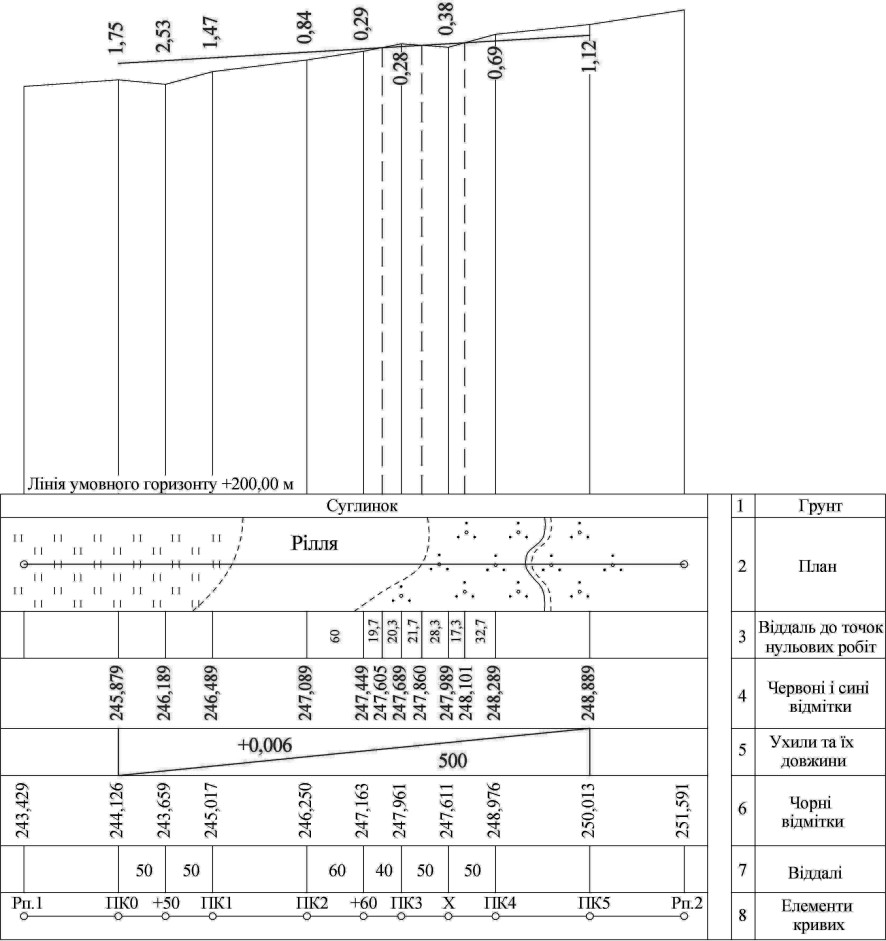 1,75 2,53 1,47 0,84 0,29 0,38
0,28 0,69 1,12
Лінія умовного горизонту +200,00 м
Суглинок 1 Грунт
Рілля 2 План
60 19,7 20,3 21,7 28,3 17,3 32,7 3 Віддаль до точок
нульових робіт
245,879 246,189 246,489 247,089 247,449 247,605 247,689 247,860 247,989 248,101 248,289 248,889 4 Червоні і сині
відмітки
+0,006
500 5 Ухили та їх
довжини
243,429 244,126 243,659 245,017 246,250 247,163 247,961 247,611 248,976 250,013 251,591 6 Чорні
відмітки
50 50 60 40 50 50 7 Віддалі
Рп.1 ПК0 +50 ПК1 ПК2 +60 ПК3 Х ПК4 ПК5 Рп.2 8 Елементи
кривих